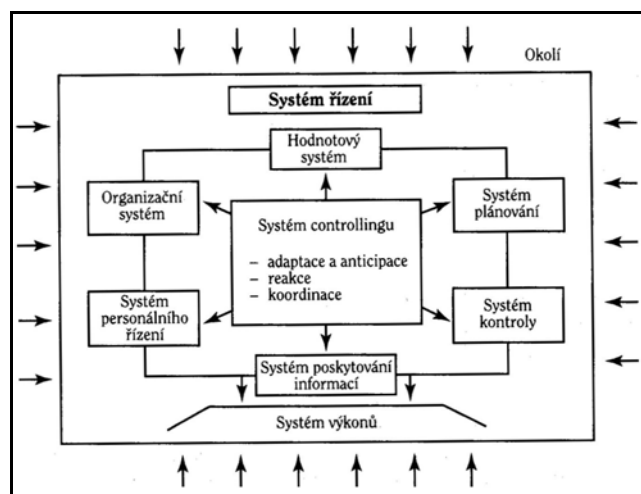 Okolí
Systém řízení
Hodnotový
systém
Organizační
systém
Systém
plánování
Systém controllingu
– adaptace a anticipace
– reakce
– koordinace
Systém
personálního
řízení
Systém
kontroly
Systém poskytování
informací
Systém výkonů